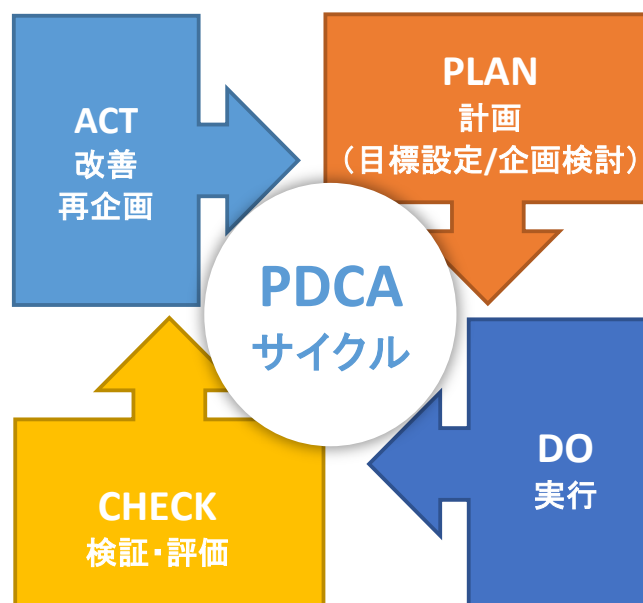 ACT
改善
再企画
PLAN
計画
（目標設定/企画検討）
PDCA
サイクル
DO
実行
CHECK
検証・評価